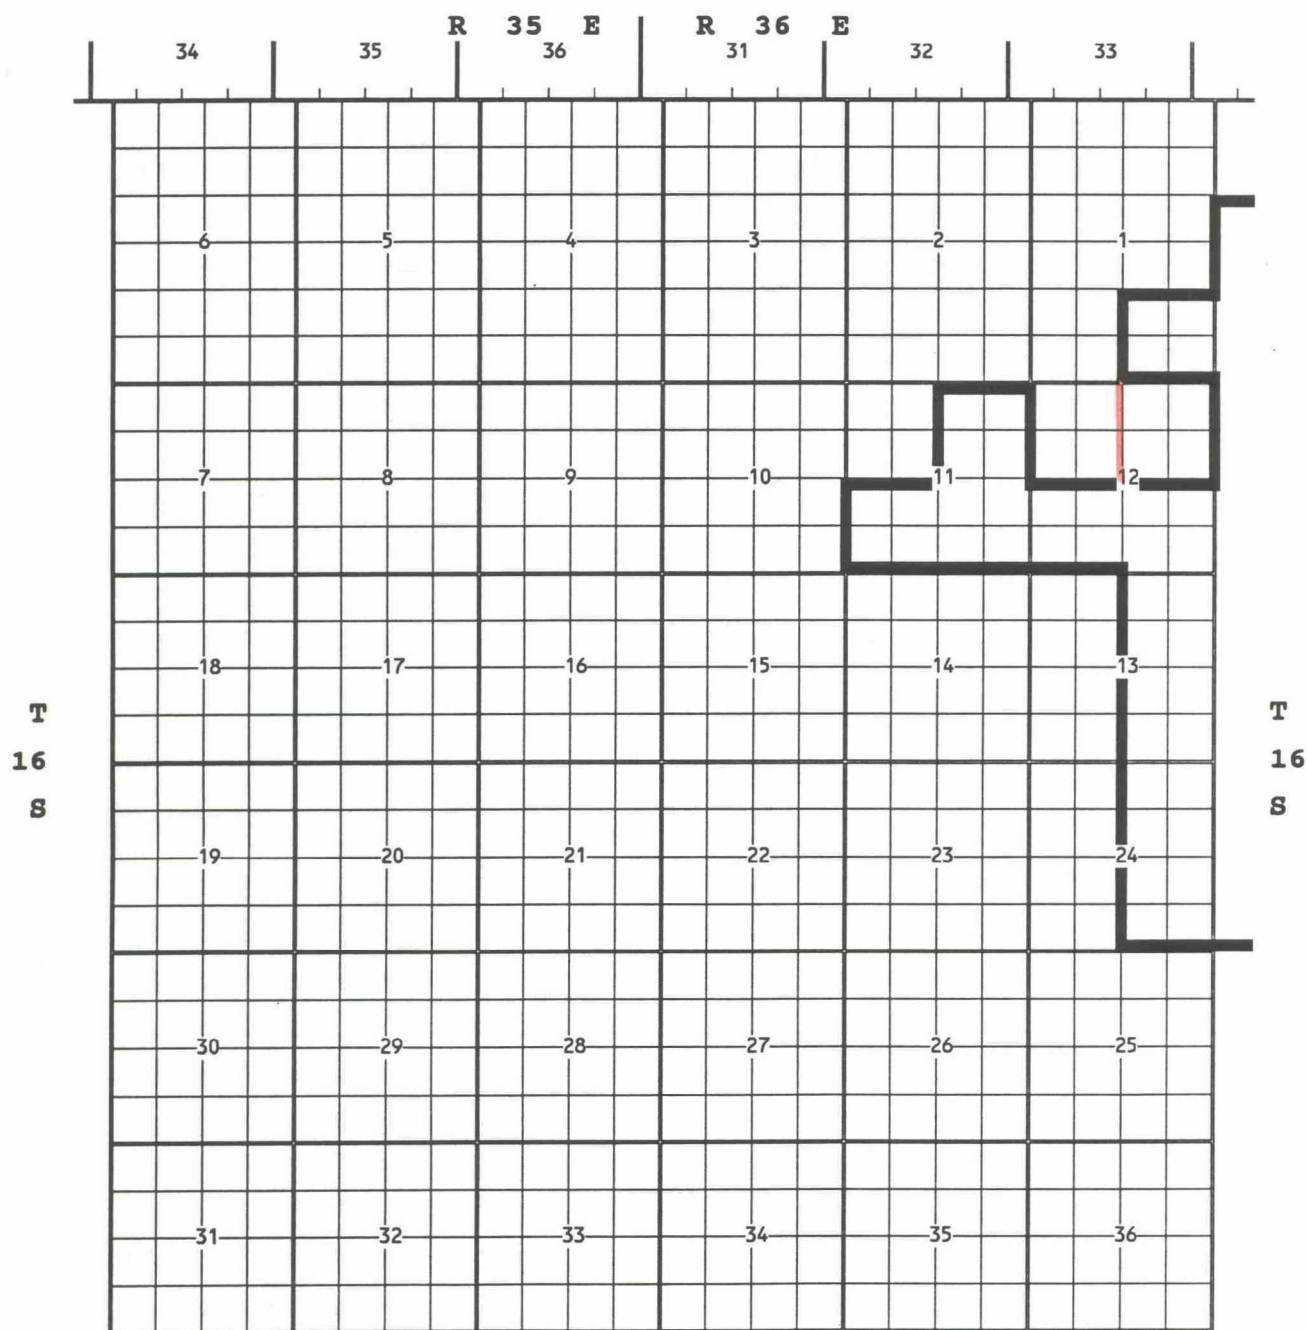 R 35 E R 36 E
34 35 36 31 32 33
6 5 4 3 2 1
7 8 9 10 11 12
18 17 16 15 14 13
T T
16 16
S S
19 20 21 22 23 24
30 29 28 27 26 25
31 32 33 34 35 36